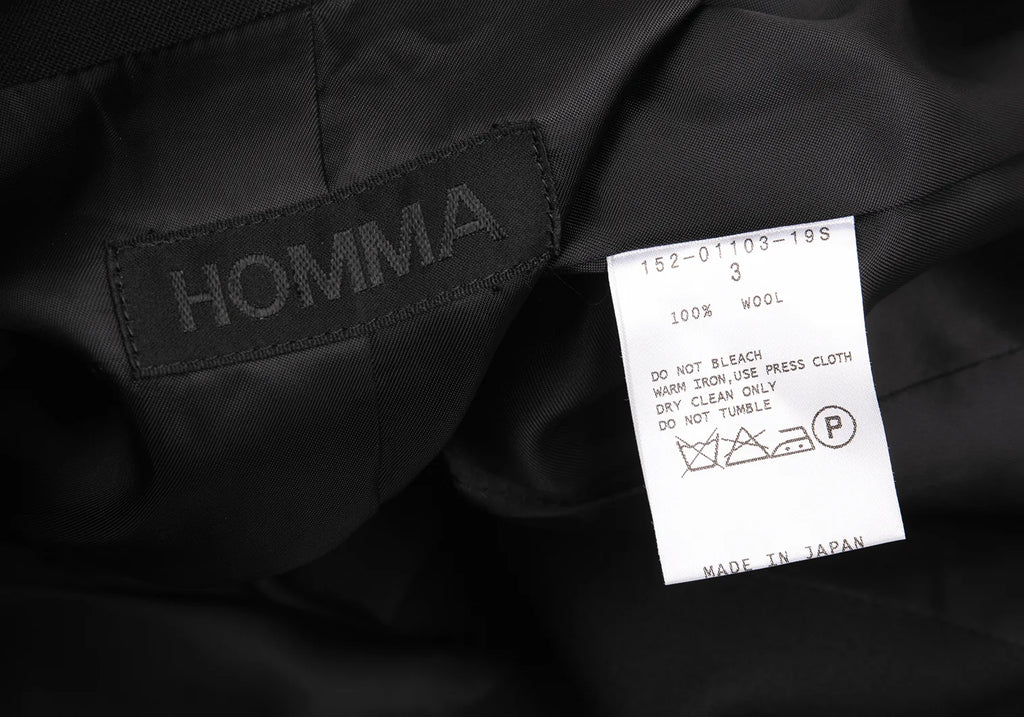 HOMMA
152-01103-19S
3
100% WOOL
DO NOT BLEACH
WARM IRON,USE PRESS CLOTH
DRY CLEAN ONLY
DO NOT TUMBLE
P
MADE IN JAPAN